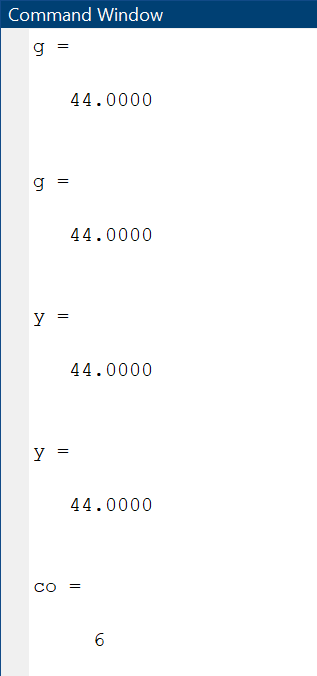 Command Window
g =
44.0000
g =
44.0000
y =
44.0000
y =
44.0000
co =
6